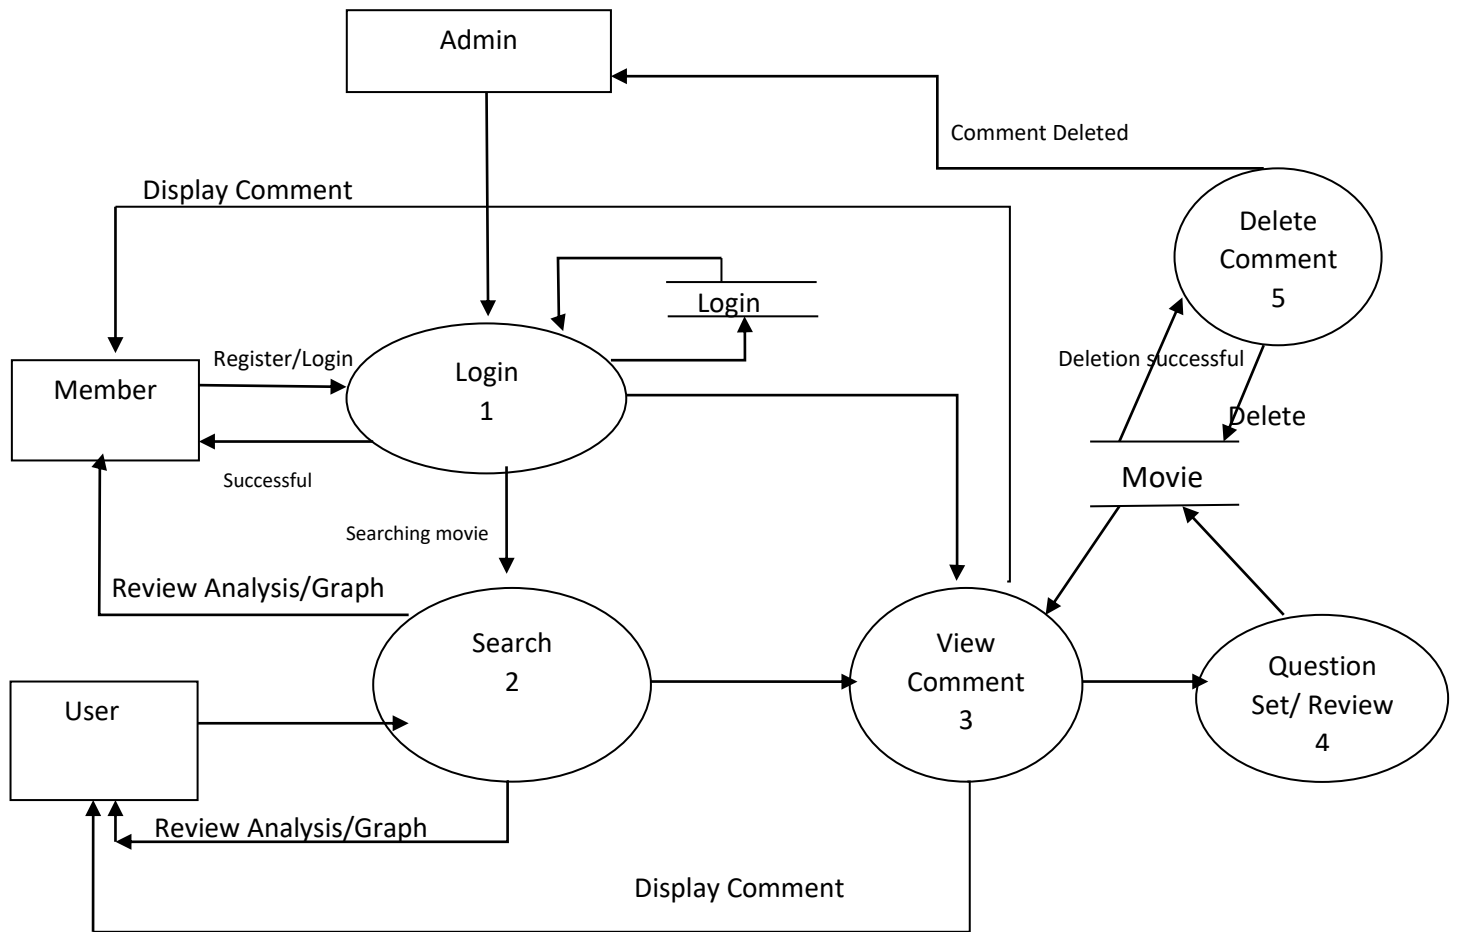 Admin
Comment Deleted
Display Comment
Delete
Comment
5
Login
Register/Login
Deletion successful
Member
Login
1
Delete
Successful
Movie
Searching movie
Review Analysis/Graph
Search
2
View
Comment
3
Question
Set/ Review
4
User
Review Analysis/Graph
Display Comment